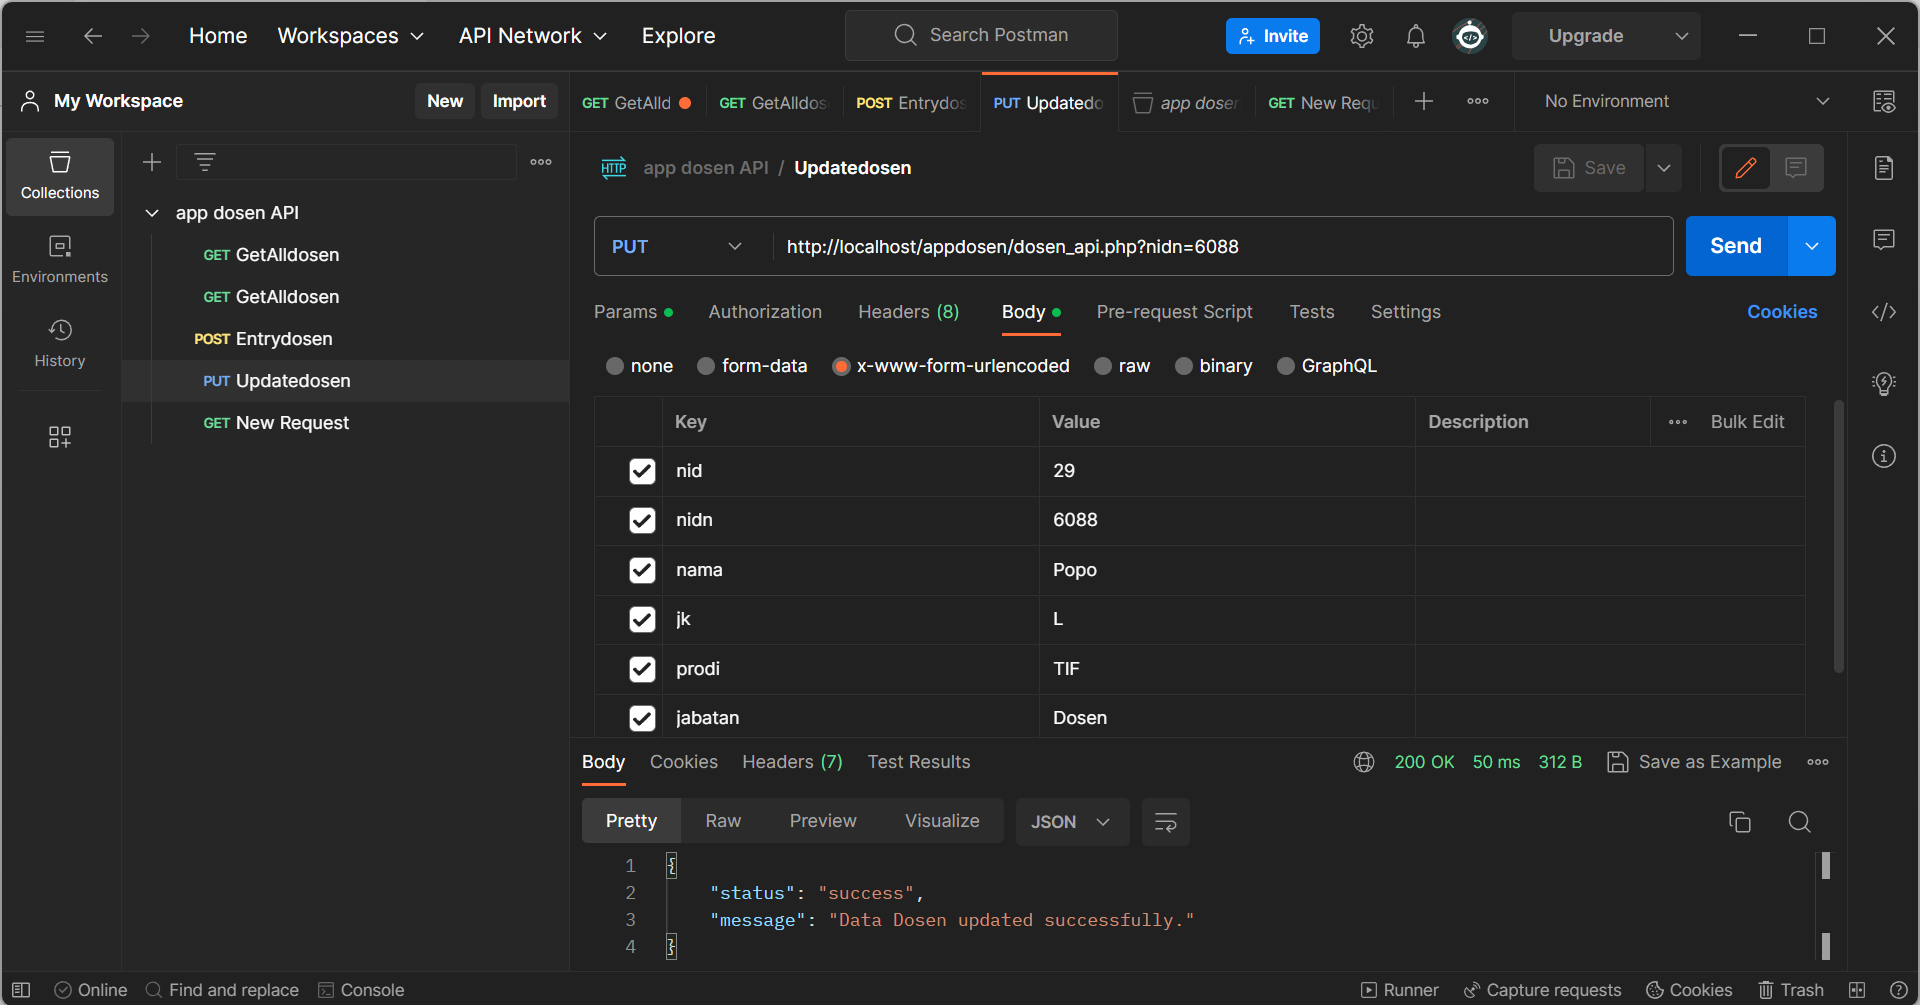 Home Workspaces API Network Explore Search Postman Invite Upgrade
My Workspace New Import GET GetAlld GET GetAlldos POST Entrydos PUT Updatedo app doser GET New Requ No Environment
HTTP app dosen API / Updatedosen Save
Collections
Environments
History
app dosen API
GET GetAlldosen
GET GetAlldosen
POST Entrydosen
PUT Updatedosen
GET New Request
PUT http://localhost/appdosen/dosen_api.php?nidn=6088 Send
Params Authorization Headers (8) Body Pre-request Script Tests Settings Cookies
none form-data x-www-form-urlencoded raw binary GraphQL
Key Value Description Bulk Edit
nid 29
nidn 6088
nama Popo
jk L
prodi TIF
jabatan Dosen
Body Cookies Headers (7) Test Results 200 OK 50 ms 312 B Save as Example
Pretty Raw Preview Visualize JSON
1 {
2 "status": "success",
3 "message": "Data Dosen updated successfully."
4 }
Online Find and replace Console Runner Capture requests Cookies Trash